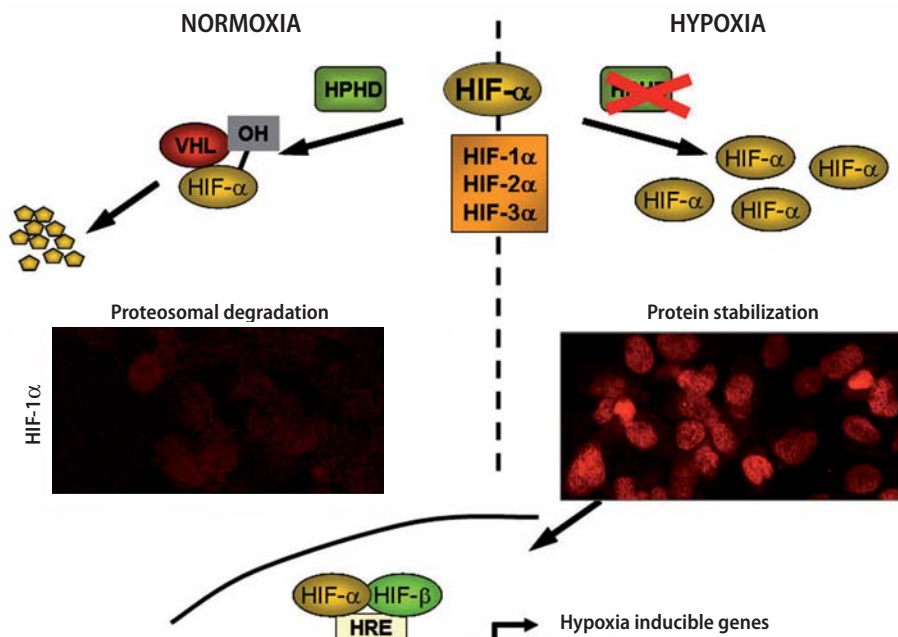 NORMOXIA
HYPOXIA
HPHD
HIF-α
HPHD
OH
VHL
HIF-α
HIF-1α
HIF-2α
HIF-3α
HIF-α
HIF-α
HIF-α
HIF-α
Proteosomal degradation
Protein stabilization
HIF-1α
HIF-α
HIF-β
HRE
Hypoxia inducible genes